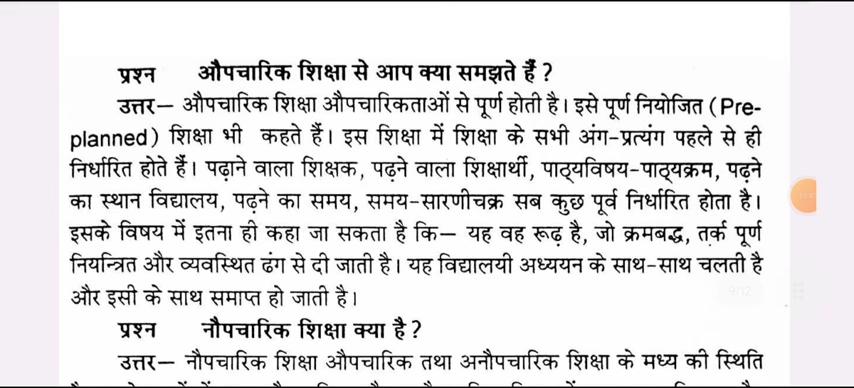 प्रश्न औपचारिक शिक्षा से आप क्या समझते हैं ?
उत्तर— औपचारिक शिक्षा औपचारिकताओं से पूर्ण होती है। इसे पूर्ण नियोजित (Pre-
planned) शिक्षा भी कहते हैं। इस शिक्षा में शिक्षा के सभी अंग-प्रत्यंग पहले से ही
निर्धारित होते हैं। पढ़ाने वाला शिक्षक, पढ़ने वाला शिक्षार्थी, पाठ्यविषय-पाठ्यक्रम, पढ़ने
का स्थान विद्यालय, पढ़ने का समय, समय-सारणीचक्र सब कुछ पूर्व निर्धारित होता है।
इसके विषय में इतना ही कहा जा सकता है कि— यह वह रूढ़ है, जो क्रमबद्ध, तर्क पूर्ण
नियन्त्रित और व्यवस्थित ढंग से दी जाती है। यह विद्यालयी अध्ययन के साथ-साथ चलती है
और इसी के साथ समाप्त हो जाती है।
9/12
प्रश्न नौपचारिक शिक्षा क्या है ?
उत्तर— नौपचारिक शिक्षा औपचारिक तथा अनौपचारिक शिक्षा के मध्य की स्थिति